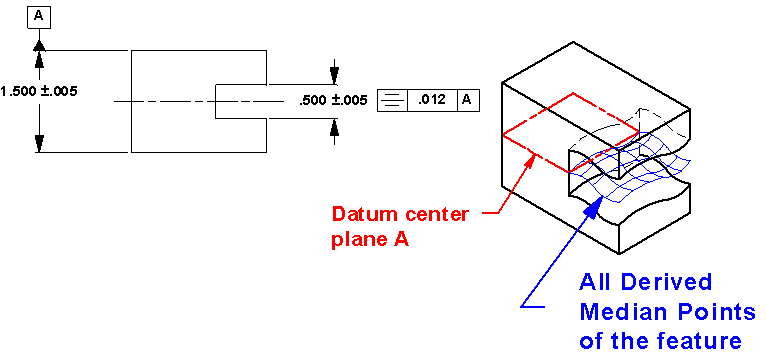 A
1.500 ±.005
.500 ±.005
.012 A
Datum center
plane A
All Derived
Median Points
of the feature